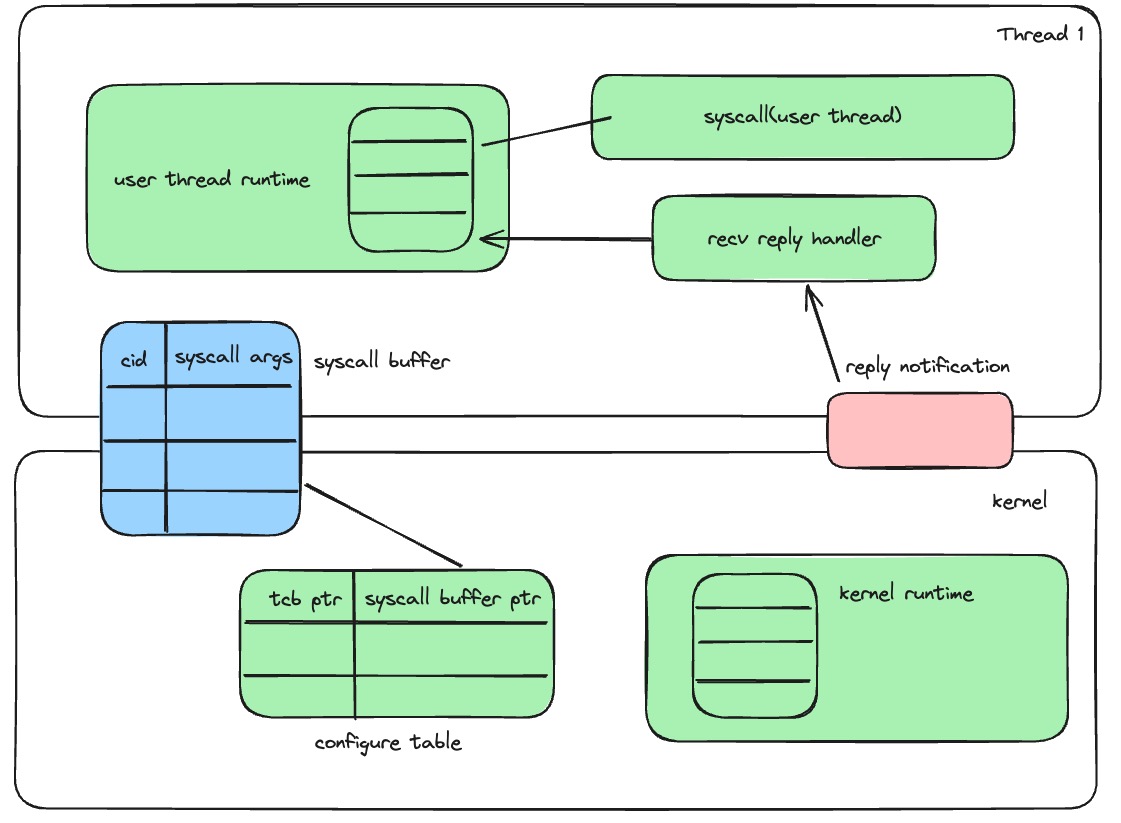 Thread 1
syscall(user thread)
user thread runtime
recv reply handler
cid
syscall args
syscall buffer
reply notification
kernel
tcb ptr
syscall buffer ptr
kernel runtime
configure table